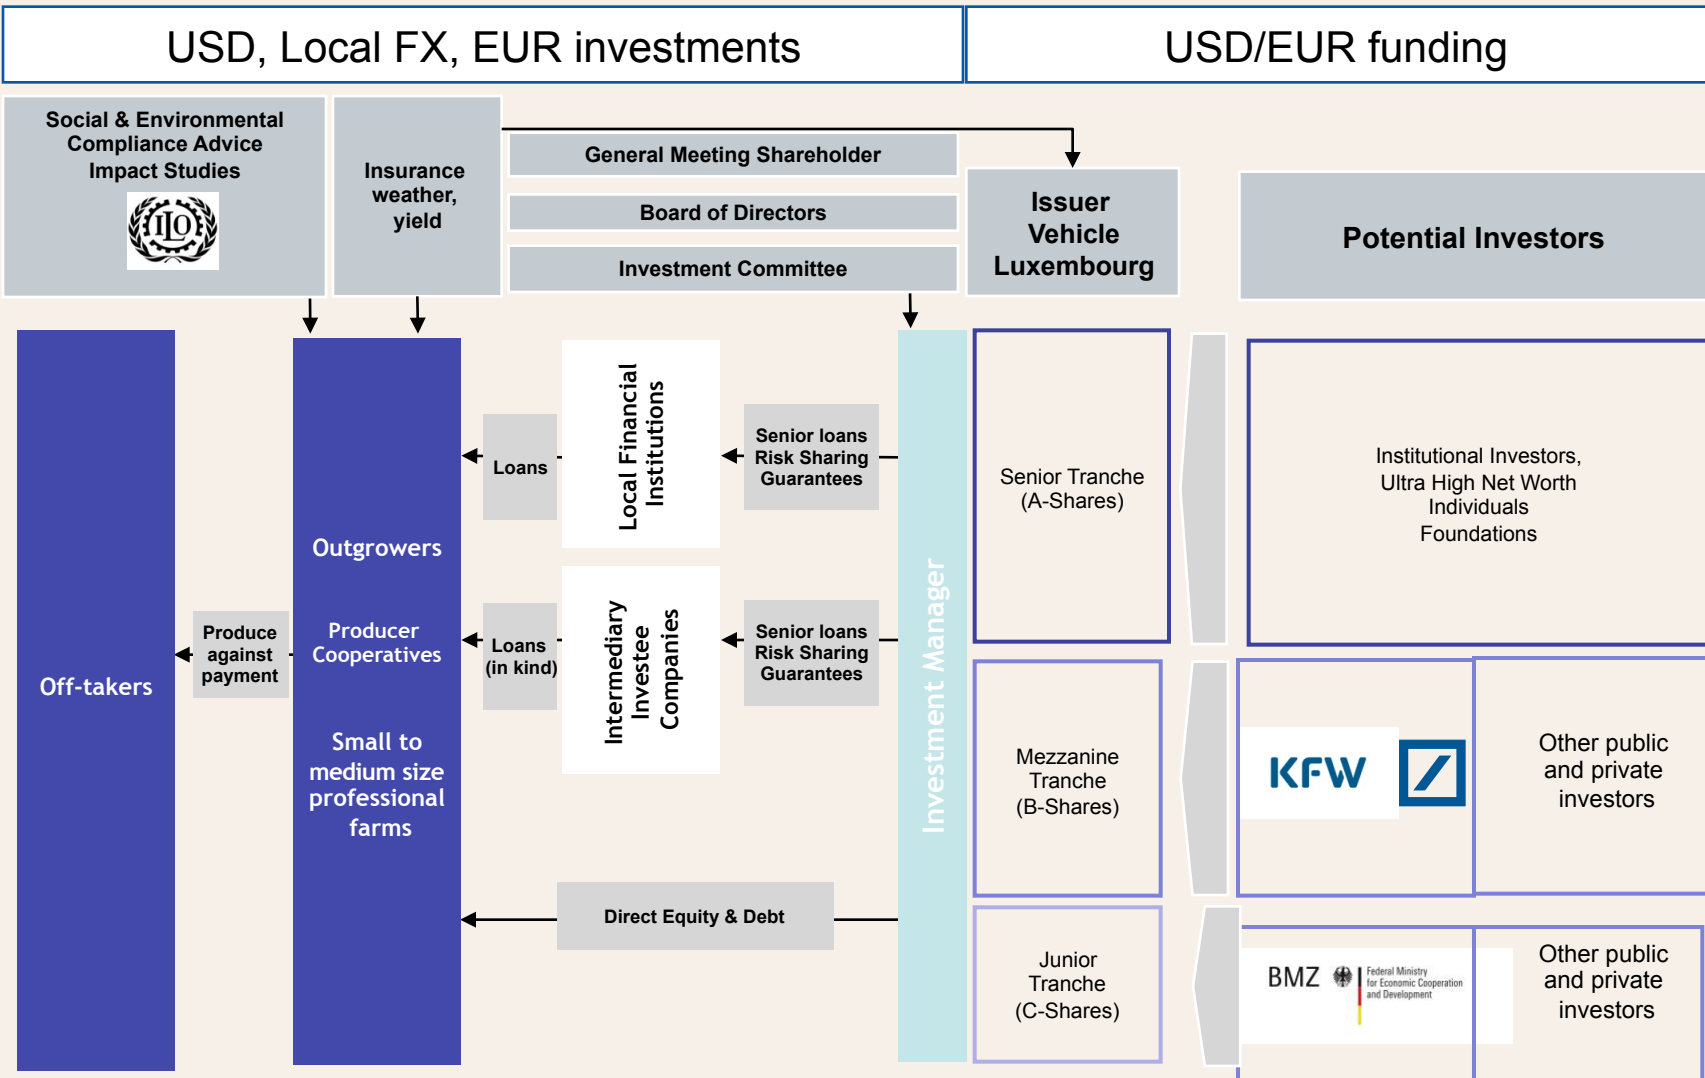 USD, Local FX, EUR investments
USD/EUR funding
Social & Environmental
Compliance Advice
Impact Studies
ILO
Insurance
weather,
yield
General Meeting Shareholder
Board of Directors
Investment Committee
Issuer
Vehicle
Luxembourg
Potential Investors
Off-takers
Produce
against
payment
Outgrowers
Producer
Cooperatives
Small to
medium size
professional
farms
Loans
Local Financial
Institutions
Senior loans
Risk Sharing
Guarantees
Loans
(in kind)
Intermediary
Investee
Companies
Senior loans
Risk Sharing
Guarantees
Direct Equity & Debt
Investment Manager
Senior Tranche
(A-Shares)
Institutional Investors,
Ultra High Net Worth
Individuals
Foundations
Mezzanine
Tranche
(B-Shares)
KFW
Other public
and private
investors
Junior
Tranche
(C-Shares)
BMZ
Federal Ministry
for Economic Cooperation
and Development
Other public
and private
investors